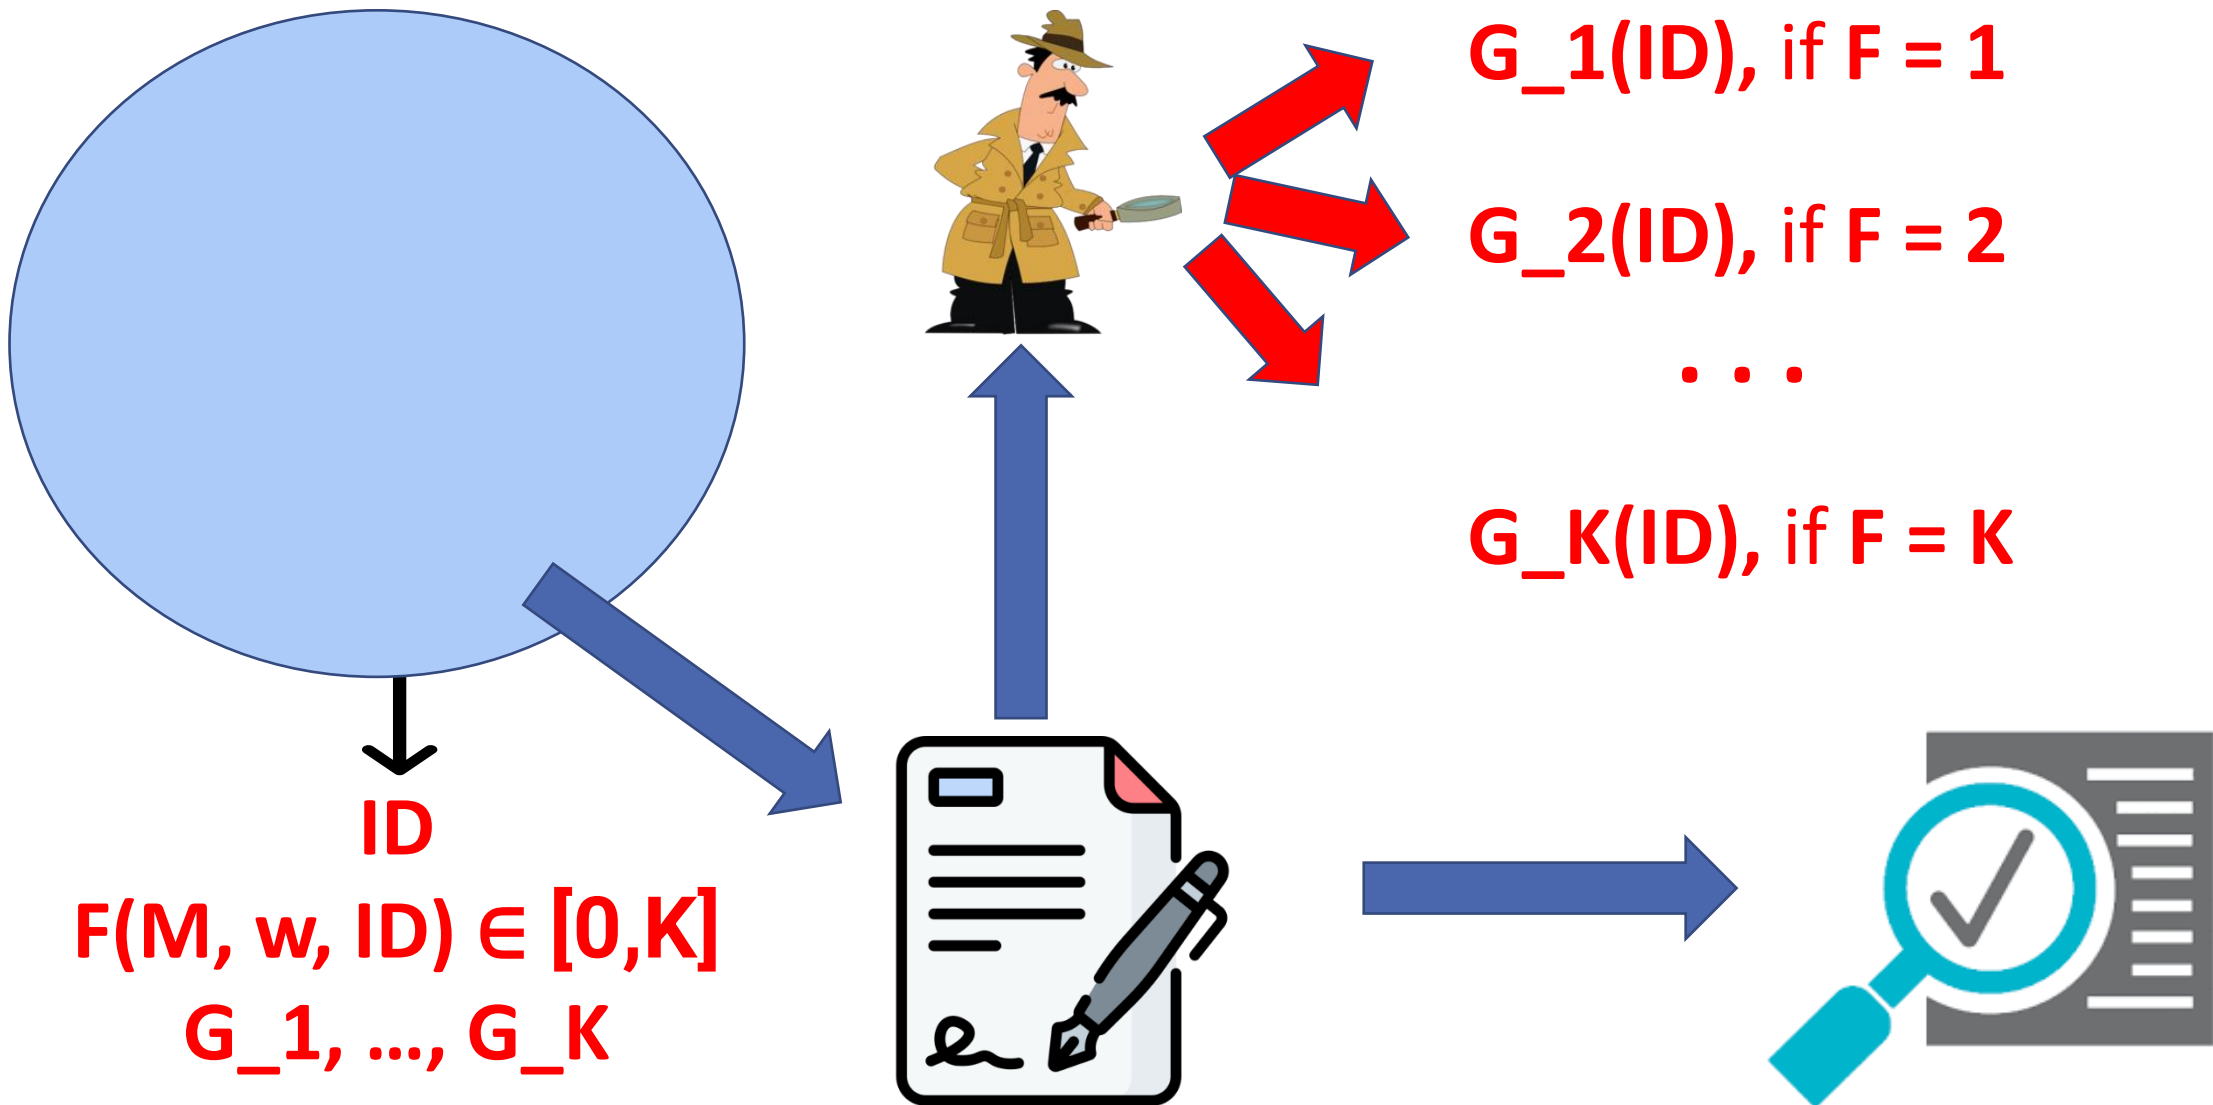 G_1(ID), if F = 1
G_2(ID), if F = 2
. . .
G_K(ID), if F = K
ID
F(M, w, ID) ∈ [0,K]
G_1, ..., G_K